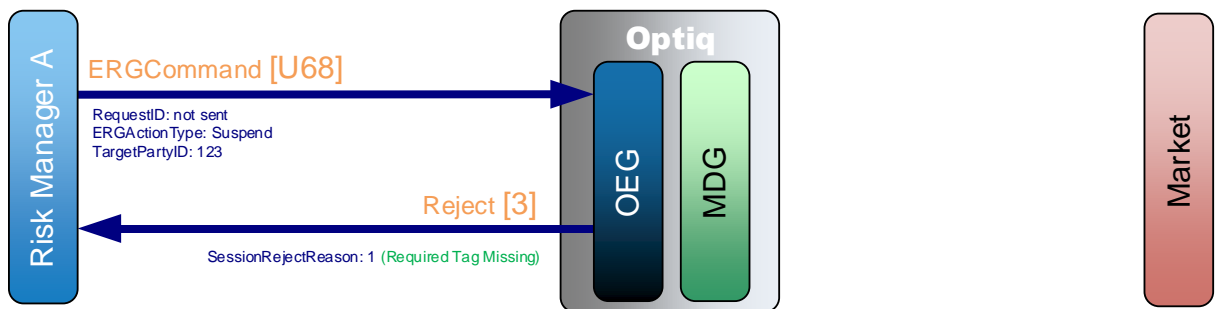 Risk Manager A
ERGCommand [U68]
RequestID: not sent
ERGActionType: Suspend
TargetPartyID: 123
Reject [3]
SessionRejectReason: 1 (Required Tag Missing)
Optiq
OEG
MDG
Market